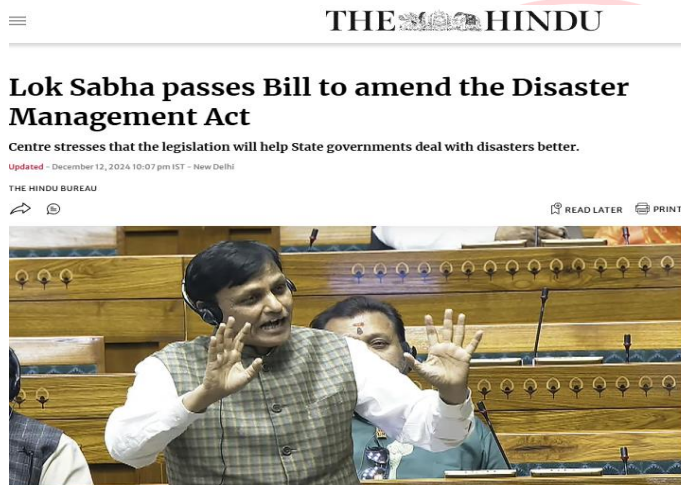 THE HINDU
Lok Sabha passes Bill to amend the Disaster
Management Act
Centre stresses that the legislation will help State governments deal with disasters better.
Updated - December 12, 2024 10:07 pm IST - New Delhi
THE HINDU BUREAU
READ LATER PRINT